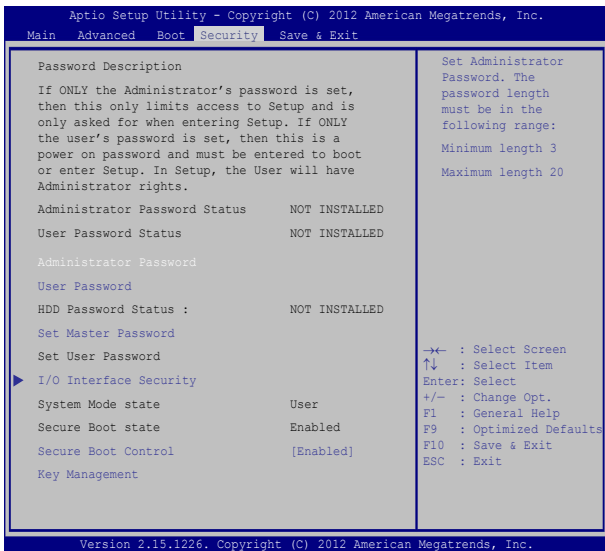 Aptio Setup Utility - Copyright (C) 2012 American Megatrends, Inc.
Main Advanced Boot Security Save & Exit
Password Description
If ONLY the Administrator's password is set,
then this only limits access to Setup and is
only asked for when entering Setup. If ONLY
the user's password is set, then this is a
power on password and must be entered to boot
or enter Setup. In Setup, the User will have
Administrator rights.
Administrator Password Status NOT INSTALLED
User Password Status NOT INSTALLED
Administrator Password
User Password
HDD Password Status : NOT INSTALLED
Set Master Password
Set User Password
I/O Interface Security
System Mode state User
Secure Boot state Enabled
Secure Boot Control [Enabled]
Key Management
Set Administrator
Password. The
password length
must be in the
following range:
Minimum length 3
Maximum length 20
→← : Select Screen
↑↓ : Select Item
Enter: Select
+/— : Change Opt.
F1 : General Help
F9 : Optimized Defaults
F10 : Save & Exit
ESC : Exit
Version 2.15.1226. Copyright (C) 2012 American Megatrends, Inc.